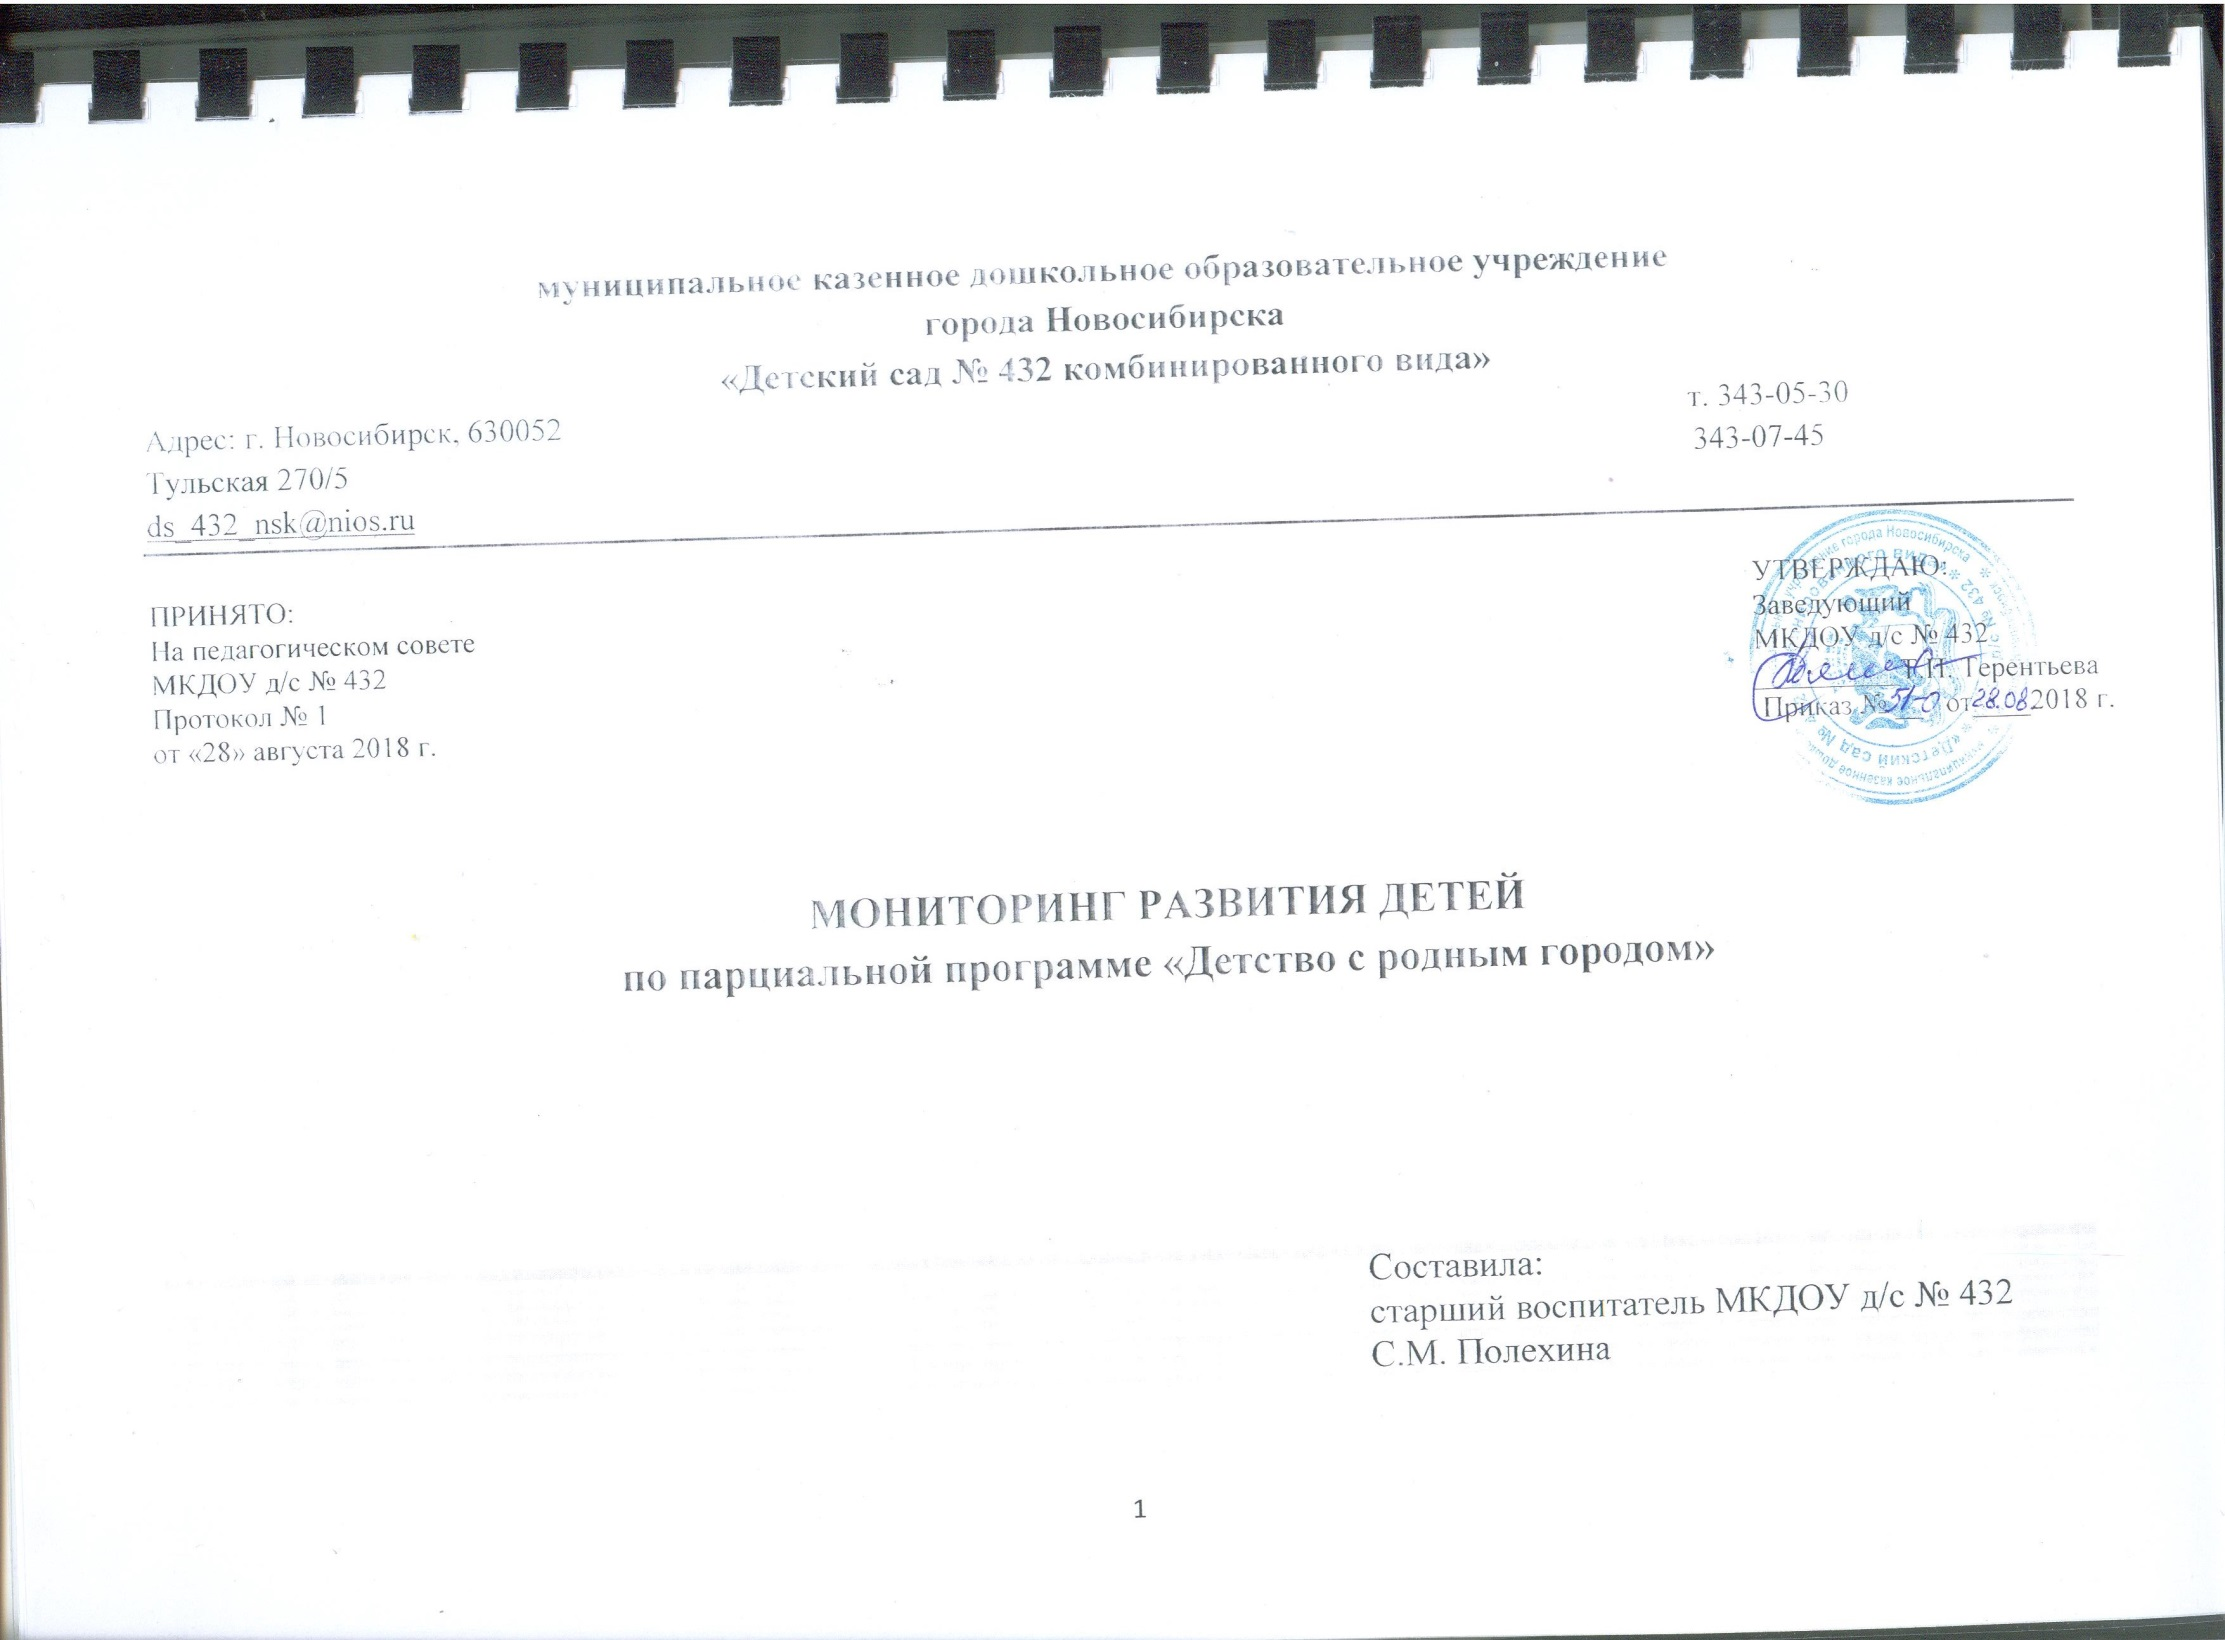 муниципальное казенное дошкольное образовательное учреждение
города Новосибирска
«Детский сад № 432 комбинированного вида»
т. 343-05-30
Адрес: г. Новосибирск, 630052
343-07-45
Тульская 270/5
ds_432_nsk@nios.ru
ПРИНЯТО:
На педагогическом совете
МКДОУ д/с № 432
Протокол № 1
от «28» августа 2018 г.
УТВЕРЖДАЮ:
Заведующий
МКДОУ д/с № 432
Т.П. Терентьева
Приказ № 51-О от 28.08 2018 г.
МОНИТОРИНГ РАЗВИТИЯ ДЕТЕЙ
по парциальной программе «Детство с родным городом»
Составила:
старший воспитатель МКДОУ д/с № 432
С.М. Полехина
1